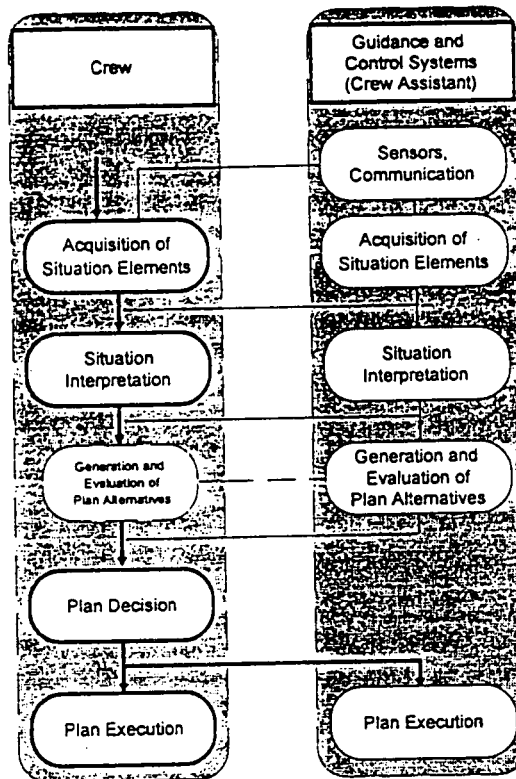 Crew
Acquisition of
Situation Elements
Situation
Interpretation
Generation and
Evaluation of
Plan Alternatives
Plan Decision
Plan Execution
Guidance and
Control Systems
(Crew Assistant)
Sensors,
Communication
Acquisition of
Situation Elements
Situation
Interpretation
Generation and
Evaluation of
Plan Alternatives
Plan Execution